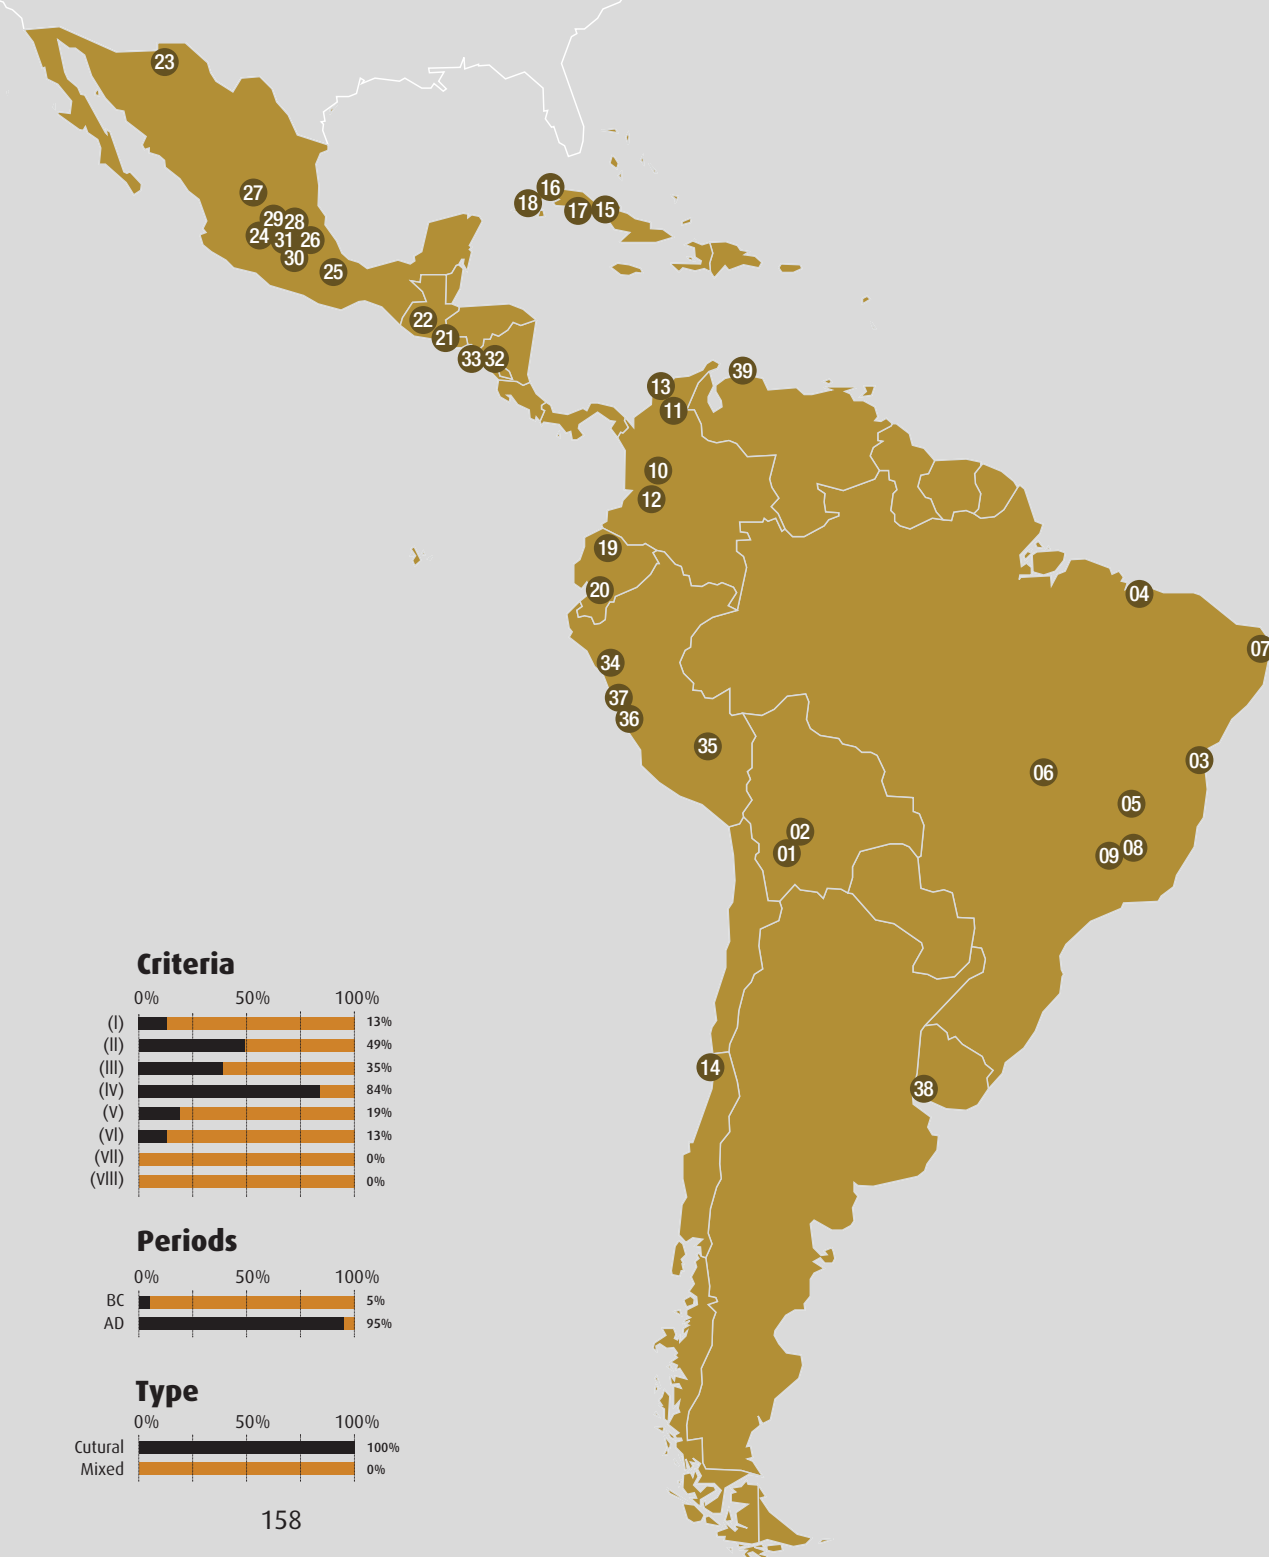 23
16
27
18
17
15
29
28
24
31
26
30
25
22
21
33
32
39
13
11
10
12
19
20
04
07
34
37
36
35
03
06
05
02
01
08
09
14
38
Criteria
0% 50% 100%
(I) 13%
(II) 49%
(III) 35%
(IV) 84%
(V) 19%
(VI) 13%
(VII) 0%
(VIII) 0%
Periods
0% 50% 100%
BC 5%
AD 95%
Type
0% 50% 100%
Cutural 100%
Mixed 0%
158